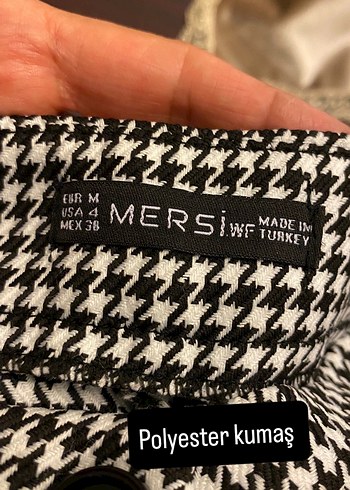 EUR M
USA 4
MEX 38
MERSİ.WF
MADE IN
TURKEY
Polyester kumaş